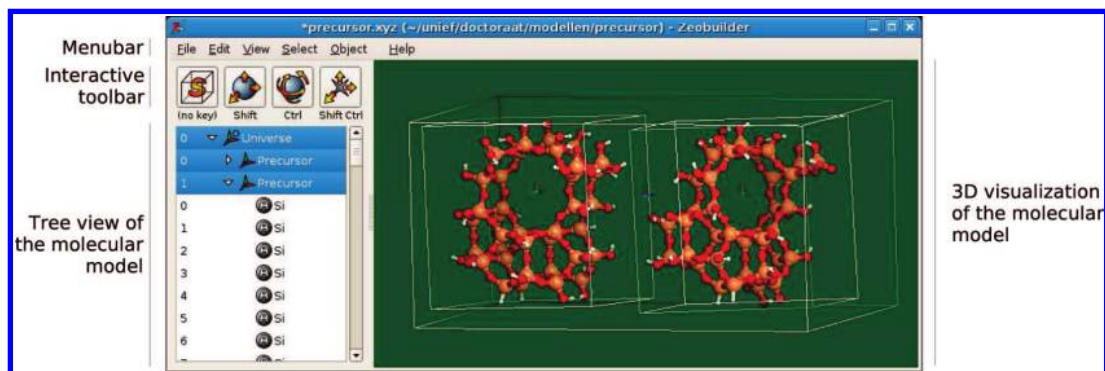 *precursor.xyz (~/unief/doctoraat/modellen/precursor) - Zeobuilder
Menubar
File Edit View Select Object Help
Interactive
toolbar
(no key) Shift Ctrl Shift Ctrl
0 Universe
0 Precursor
1 Precursor
0 Si
1 Si
2 Si
3 Si
4 Si
5 Si
6 Si
Tree view of
the molecular
model
3D visualization
of the molecular
model